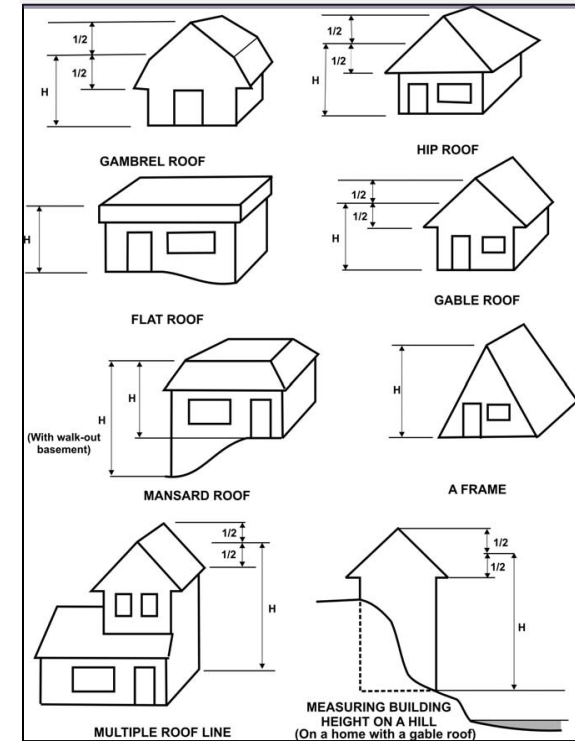 1/2
1/2
H
GAMBREL ROOF
1/2
1/2
H
HIP ROOF
H
FLAT ROOF
1/2
1/2
H
GABLE ROOF
H
H
(With walk-out
basement)
MANSARD ROOF
H
A FRAME
1/2
1/2
H
MULTIPLE ROOF LINE
1/2
1/2
H
MEASURING BUILDING
HEIGHT ON A HILL
(On a home with a gable roof)